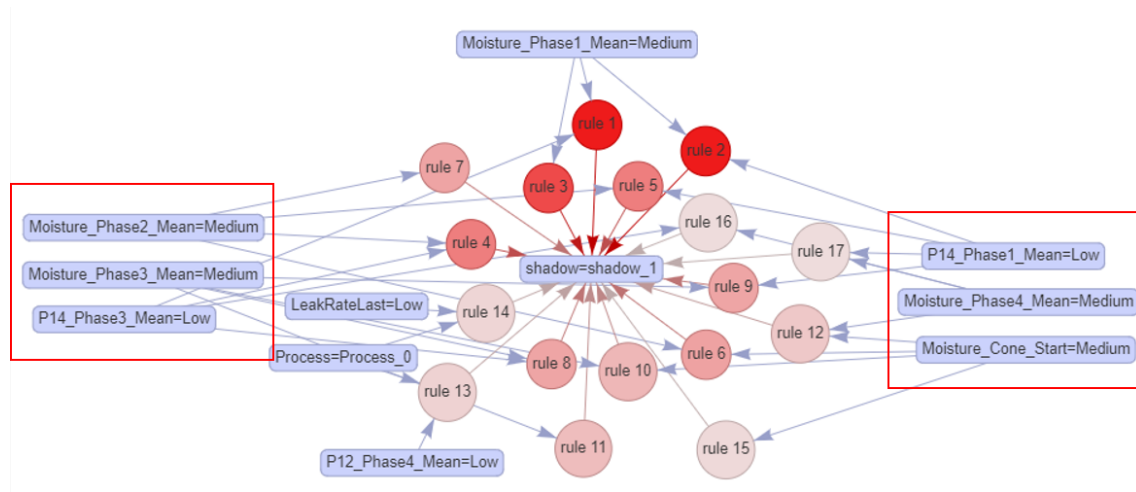 Moisture_Phase1_Mean=Medium
rule 1
rule 2
rule 7
rule 3
rule 5
rule 16
Moisture_Phase2_Mean=Medium
rule 4
rule 17
P14_Phase1_Mean=Low
shadow=shadow_1
Moisture_Phase3_Mean=Medium
rule 9
LeakRateLast=Low
Moisture_Phase4_Mean=Medium
P14_Phase3_Mean=Low
rule 14
rule 12
Moisture_Cone_Start=Medium
Process=Process_0
rule 8
rule 10
rule 6
rule 13
rule 11
rule 15
P12_Phase4_Mean=Low